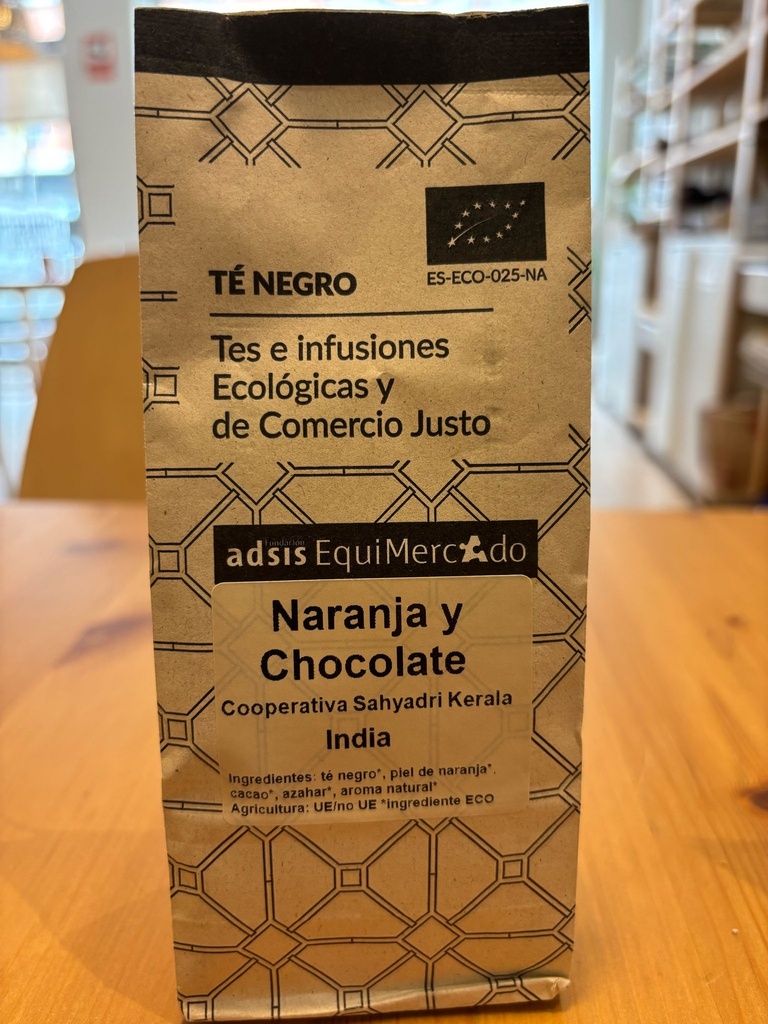 ES-ECO-025-NA
TÉ NEGRO
Tes e infusiones
Ecológicas y
de Comercio Justo
Fundación
adsis EquiMercAdo
Naranja y
Chocolate
Cooperativa Sahyadri Kerala
India
Ingredientes: té negro*, piel de naranja*,
cacao*, azahar*, aroma natural*
Agricultura: UE/no UE *ingrediente ECO